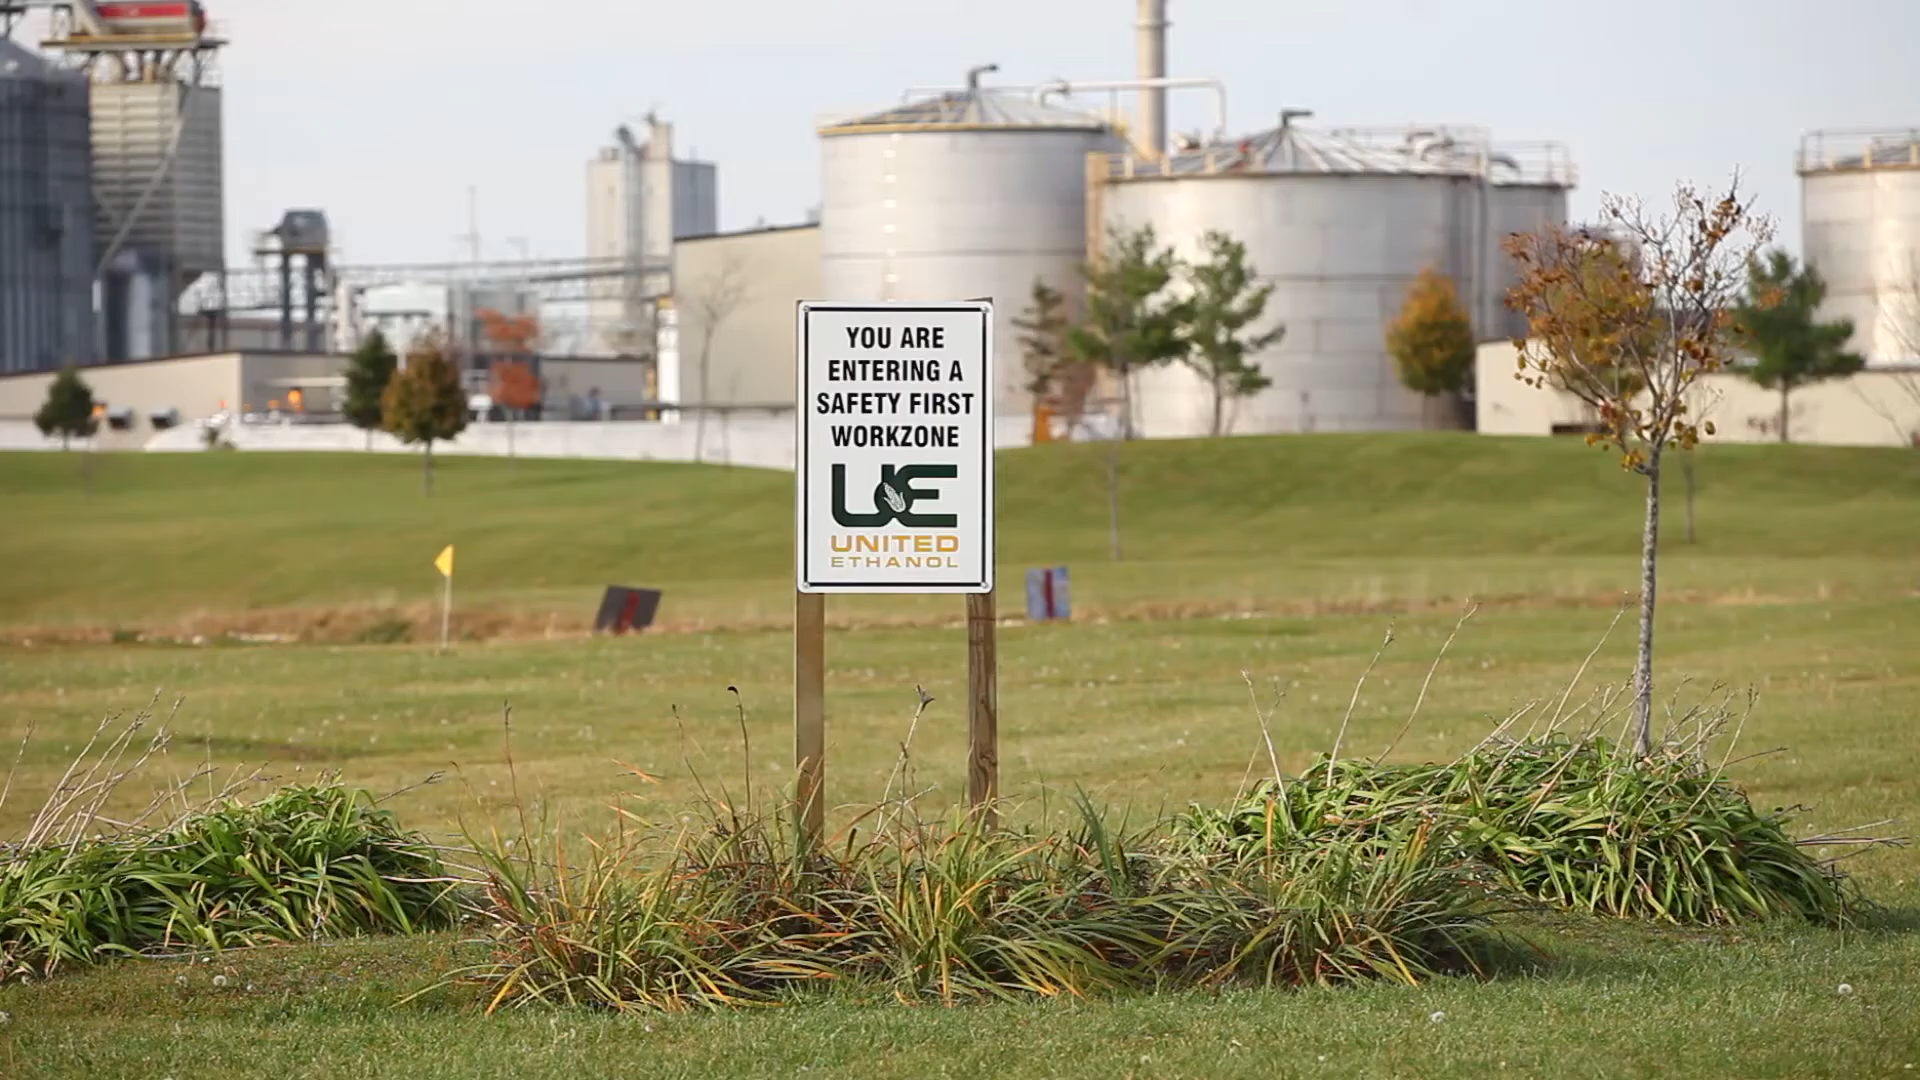 YOU ARE
ENTERING A
SAFETY FIRST
WORKZONE
UE
UNITED
ETHANOL